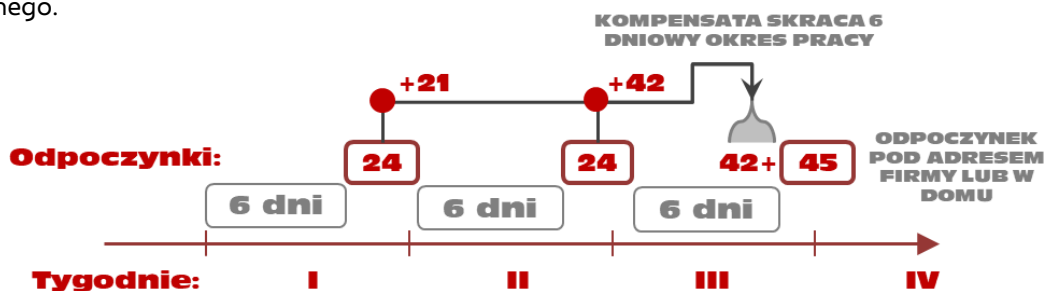 nego.
KOMPENSATA SKRACA 6
DNIOWY OKRES PRACY
+21
+42
Odpoczynki:
24
24
42+
45
ODPOCZYNEK
POD ADRESEM
FIRMY LUB W
DOMU
6 dni
6 dni
6 dni
Tygodnie:
I
II
III
IV